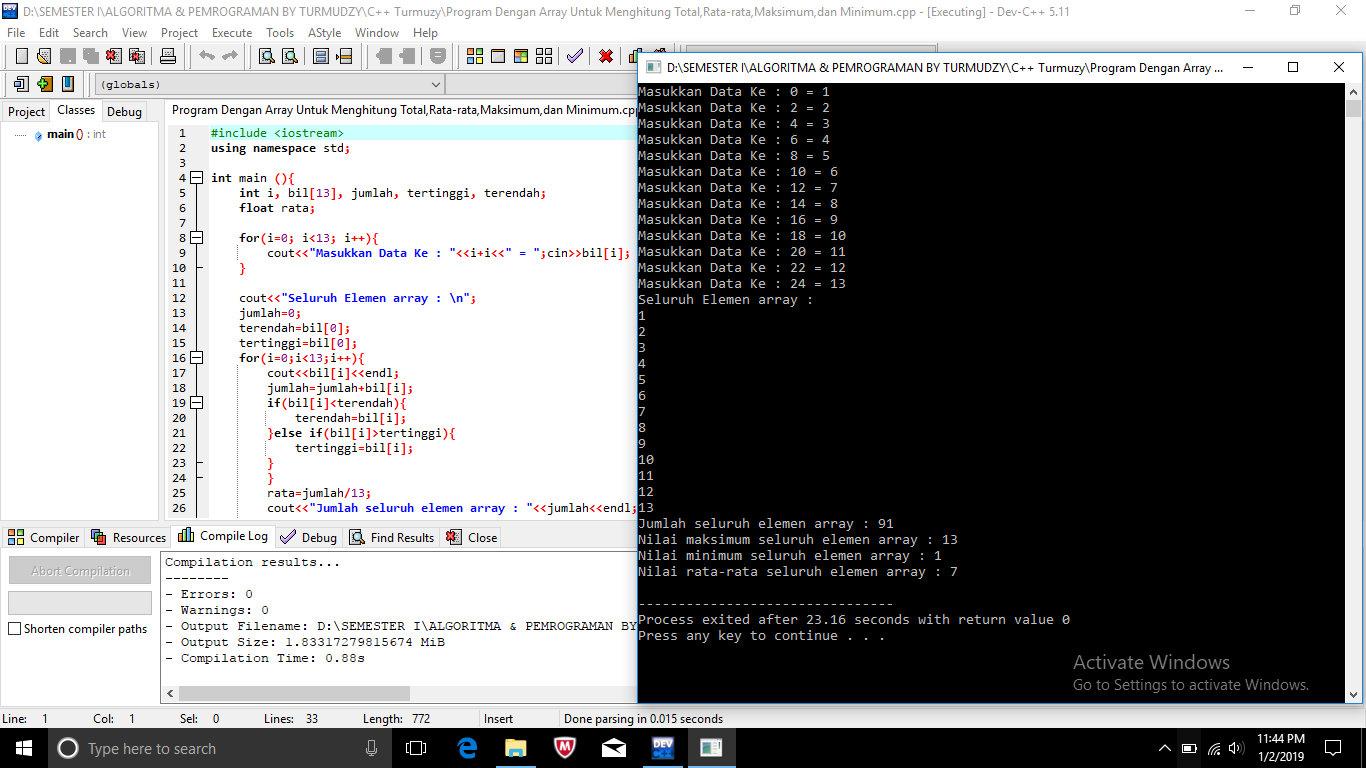 D:\SEMESTER I\ALGORITMA & PEMROGRAMAN BY TURMUDZY\C++ Turmuzy\Program Dengan Array Untuk Menghitung Total,Rata-rata,Maksimum,dan Minimum.cpp - [Executing] - Dev-C++ 5.11
File Edit Search View Project Execute Tools AStyle Window Help
(globals)
Project Classes Debug
main () : int
Program Dengan Array Untuk Menghitung Total,Rata-rata,Maksimum,dan Minimum.cp
1 #include <iostream>
2 using namespace std;
3
4 int main (){
5 int i, bil[13], jumlah, tertinggi, terendah;
6 float rata;
7
8 for(i=0; i<13; i++){
9 cout<<"Masukkan Data Ke : "<<i+i<<" = ";cin>>bil[i];
10 }
11
12 cout<<"Seluruh Elemen array : \n";
13 jumlah=0;
14 terendah=bil[0];
15 tertinggi=bil[0];
16 for(i=0;i<13;i++){
17 cout<<bil[i]<<endl;
18 jumlah=jumlah+bil[i];
19 if(bil[i]<terendah){
20 terendah=bil[i];
21 }else if(bil[i]>tertinggi){
22 tertinggi=bil[i];
23 }
24 }
25 rata=jumlah/13;
26 cout<<"Jumlah seluruh elemen array : "<<jumlah<<endl;
Compiler Resources Compile Log Debug Find Results Close
Abort Compilation
Shorten compiler paths
Compilation results...
--------
- Errors: 0
- Warnings: 0
- Output Filename: D:\SEMESTER I\ALGORITMA & PEMROGRAMAN BY
- Output Size: 1.83317279815674 MiB
- Compilation Time: 0.88s
Line: 1 Col: 1 Sel: 0 Lines: 33 Length: 772 Insert Done parsing in 0.015 seconds
D:\SEMESTER I\ALGORITMA & PEMROGRAMAN BY TURMUDZY\C++ Turmuzy\Program Dengan Array ...
Masukkan Data Ke : 0 = 1
Masukkan Data Ke : 2 = 2
Masukkan Data Ke : 4 = 3
Masukkan Data Ke : 6 = 4
Masukkan Data Ke : 8 = 5
Masukkan Data Ke : 10 = 6
Masukkan Data Ke : 12 = 7
Masukkan Data Ke : 14 = 8
Masukkan Data Ke : 16 = 9
Masukkan Data Ke : 18 = 10
Masukkan Data Ke : 20 = 11
Masukkan Data Ke : 22 = 12
Masukkan Data Ke : 24 = 13
Seluruh Elemen array :
1
2
3
4
5
6
7
8
9
10
11
12
13
Jumlah seluruh elemen array : 91
Nilai maksimum seluruh elemen array : 13
Nilai minimum seluruh elemen array : 1
Nilai rata-rata seluruh elemen array : 7
--------------------------------
Process exited after 23.16 seconds with return value 0
Press any key to continue . . .
Activate Windows
Go to Settings to activate Windows.
Type here to search
DEV
11:44 PM
1/2/2019